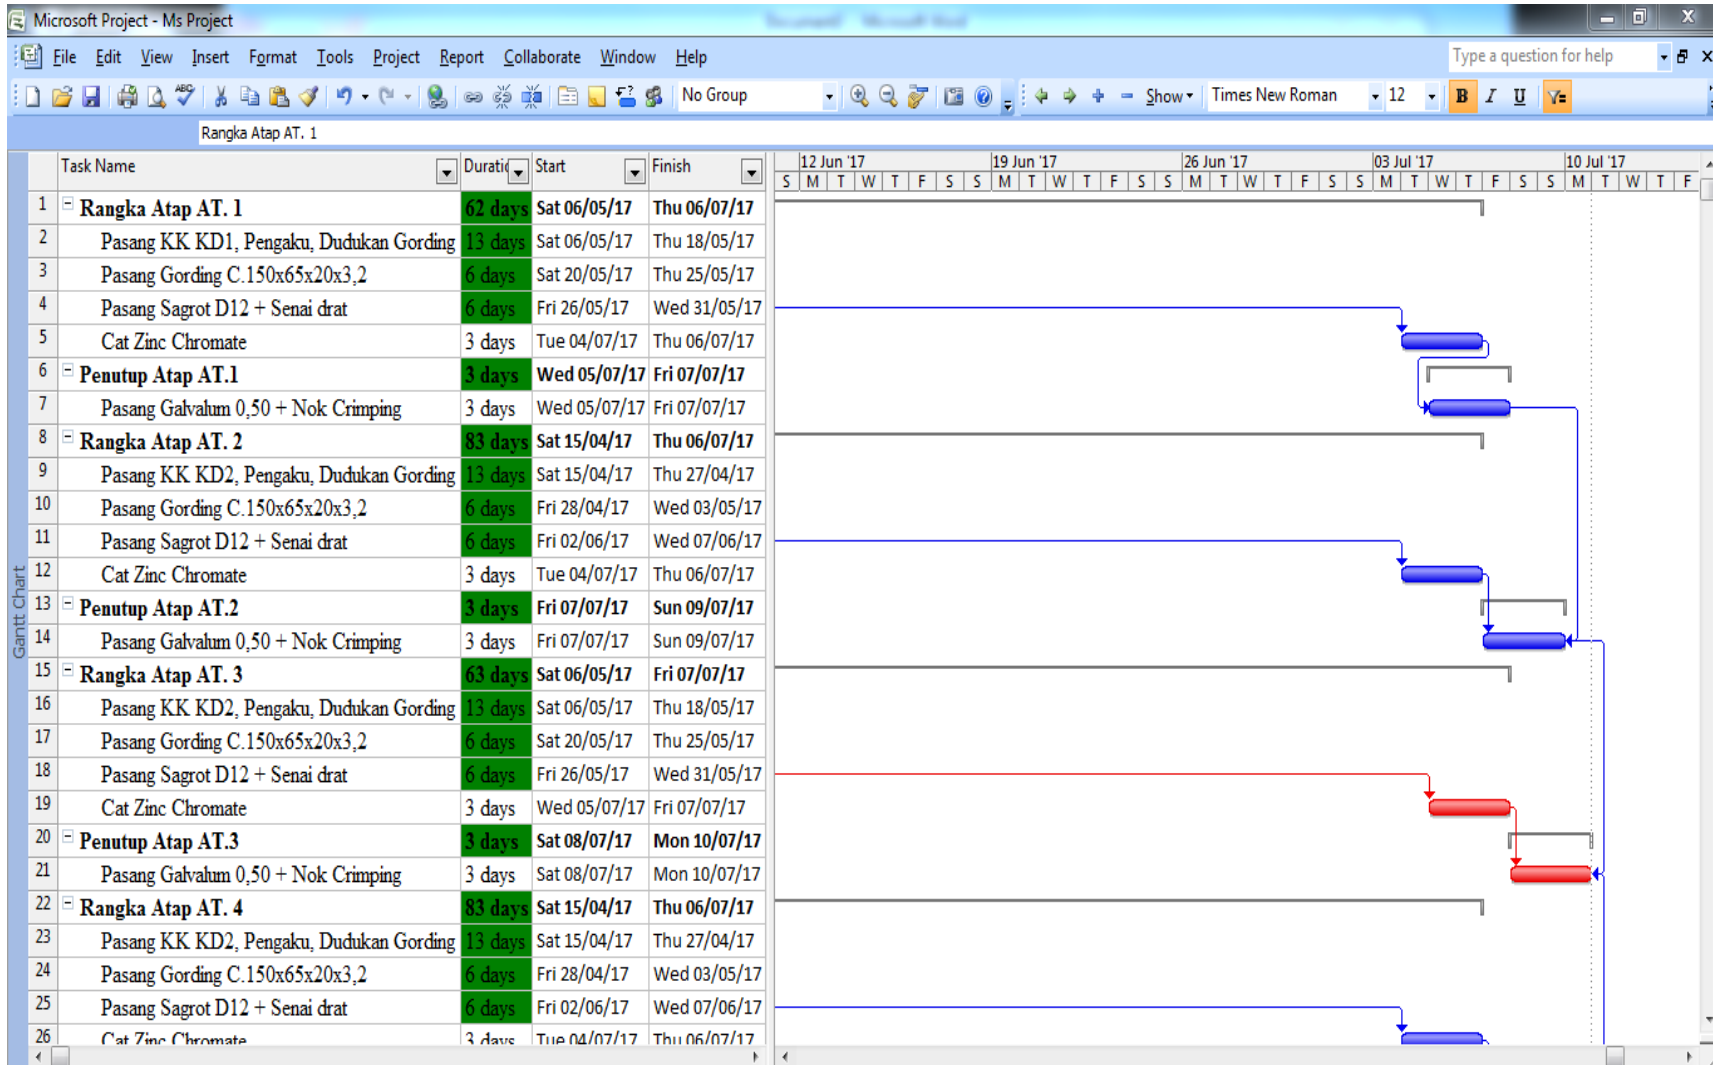 Microsoft Project - Ms Project
File Edit View Insert Format Tools Project Report Collaborate Window Help Type a question for help
No Group Show Times New Roman 12 B I U
Rangka Atap AT. 1
Task Name Duratic Start Finish 12 Jun '17 19 Jun '17 26 Jun '17 03 Jul '17 10 Jul '17
S M T W T F S S M T W T F S S M T W T F S S M T W T F S S M T W T F
1 Rangka Atap AT. 1 62 days Sat 06/05/17 Thu 06/07/17
2 Pasang KK KD1, Pengaku, Dudukan Gording 13 days Sat 06/05/17 Thu 18/05/17
3 Pasang Gording C.150x65x20x3,2 6 days Sat 20/05/17 Thu 25/05/17
4 Pasang Sagrot D12 + Senai drat 6 days Fri 26/05/17 Wed 31/05/17
5 Cat Zinc Chromate 3 days Tue 04/07/17 Thu 06/07/17
6 Penutup Atap AT.1 3 days Wed 05/07/17 Fri 07/07/17
7 Pasang Galvalum 0,50 + Nok Crimping 3 days Wed 05/07/17 Fri 07/07/17
8 Rangka Atap AT. 2 83 days Sat 15/04/17 Thu 06/07/17
9 Pasang KK KD2, Pengaku, Dudukan Gording 13 days Sat 15/04/17 Thu 27/04/17
10 Pasang Gording C.150x65x20x3,2 6 days Fri 28/04/17 Wed 03/05/17
11 Pasang Sagrot D12 + Senai drat 6 days Fri 02/06/17 Wed 07/06/17
12 Cat Zinc Chromate 3 days Tue 04/07/17 Thu 06/07/17
13 Penutup Atap AT.2 3 days Fri 07/07/17 Sun 09/07/17
14 Pasang Galvalum 0,50 + Nok Crimping 3 days Fri 07/07/17 Sun 09/07/17
15 Rangka Atap AT. 3 63 days Sat 06/05/17 Fri 07/07/17
16 Pasang KK KD2, Pengaku, Dudukan Gording 13 days Sat 06/05/17 Thu 18/05/17
17 Pasang Gording C.150x65x20x3,2 6 days Sat 20/05/17 Thu 25/05/17
18 Pasang Sagrot D12 + Senai drat 6 days Fri 26/05/17 Wed 31/05/17
19 Cat Zinc Chromate 3 days Wed 05/07/17 Fri 07/07/17
20 Penutup Atap AT.3 3 days Sat 08/07/17 Mon 10/07/17
21 Pasang Galvalum 0,50 + Nok Crimping 3 days Sat 08/07/17 Mon 10/07/17
22 Rangka Atap AT. 4 83 days Sat 15/04/17 Thu 06/07/17
23 Pasang KK KD2, Pengaku, Dudukan Gording 13 days Sat 15/04/17 Thu 27/04/17
24 Pasang Gording C.150x65x20x3,2 6 days Fri 28/04/17 Wed 03/05/17
25 Pasang Sagrot D12 + Senai drat 6 days Fri 02/06/17 Wed 07/06/17
26 Cat Zinc Chromate 3 days Tue 04/07/17 Thu 06/07/17
Gantt Chart